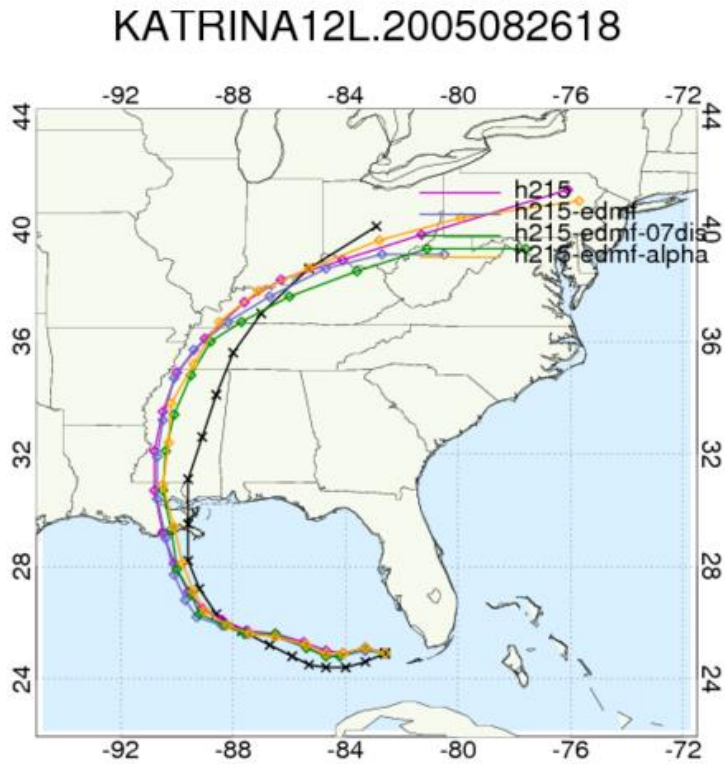 KATRINA12L.2005082618
-92 -88 -84 -80 -76 -72
44 44
h215
h215-edmf
40 40
h215-edmf-07dis
h215-edmf-alpha
36 36
32 32
28 28
24 24
-92 -88 -84 -80 -76 -72